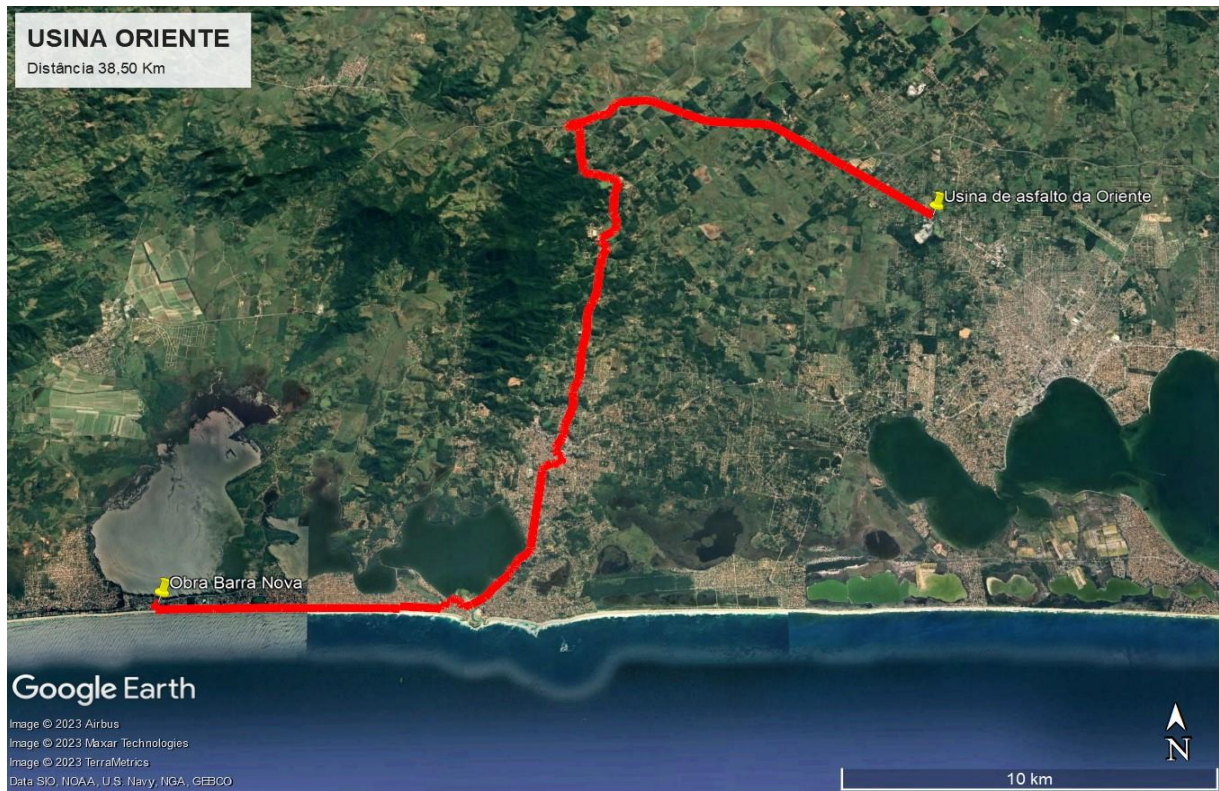 USINA ORIENTE
Distância 38,50 Km
Usina de asfalto da Oriente
Obra Barra Nova
Google Earth
Image © 2023 Airbus
Image © 2023 Maxar Technologies
Image © 2023 TerraMetrics
Data SIO, NOAA, U.S. Navy, NGA, GEBCO
N
10 km